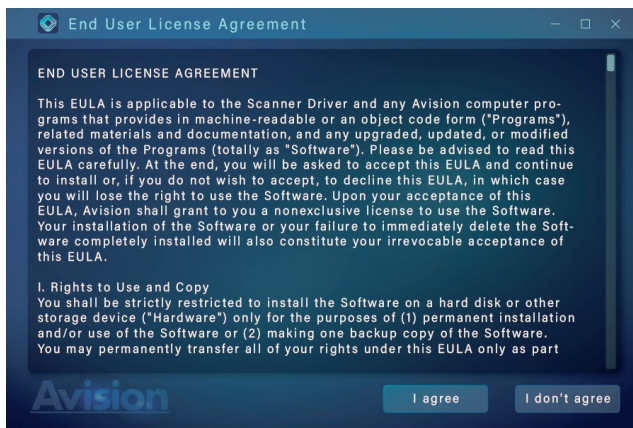 End User License Agreement
END USER LICENSE AGREEMENT
This EULA is applicable to the Scanner Driver and any Avision computer pro-
grams that provides in machine-readable or an object code form ("Programs"),
related materials and documentation, and any upgraded, updated, or modified
versions of the Programs (totally as "Software"). Please be advised to read this
EULA carefully. At the end, you will be asked to accept this EULA and continue
to install or, if you do not wish to accept, to decline this EULA, in which case
you will lose the right to use the Software. Upon your acceptance of this
EULA, Avision shall grant to you a nonexclusive license to use the Software.
Your installation of the Software or your failure to immediately delete the Soft-
ware completely installed will also constitute your irrevocable acceptance of
this EULA.
I. Rights to Use and Copy
You shall be strictly restricted to install the Software on a hard disk or other
storage device ("Hardware") only for the purposes of (1) permanent installation
and/or use of the Software or (2) making one backup copy of the Software.
You may permanently transfer all of your rights under this EULA only as part
Avision
I agree
I don't agree